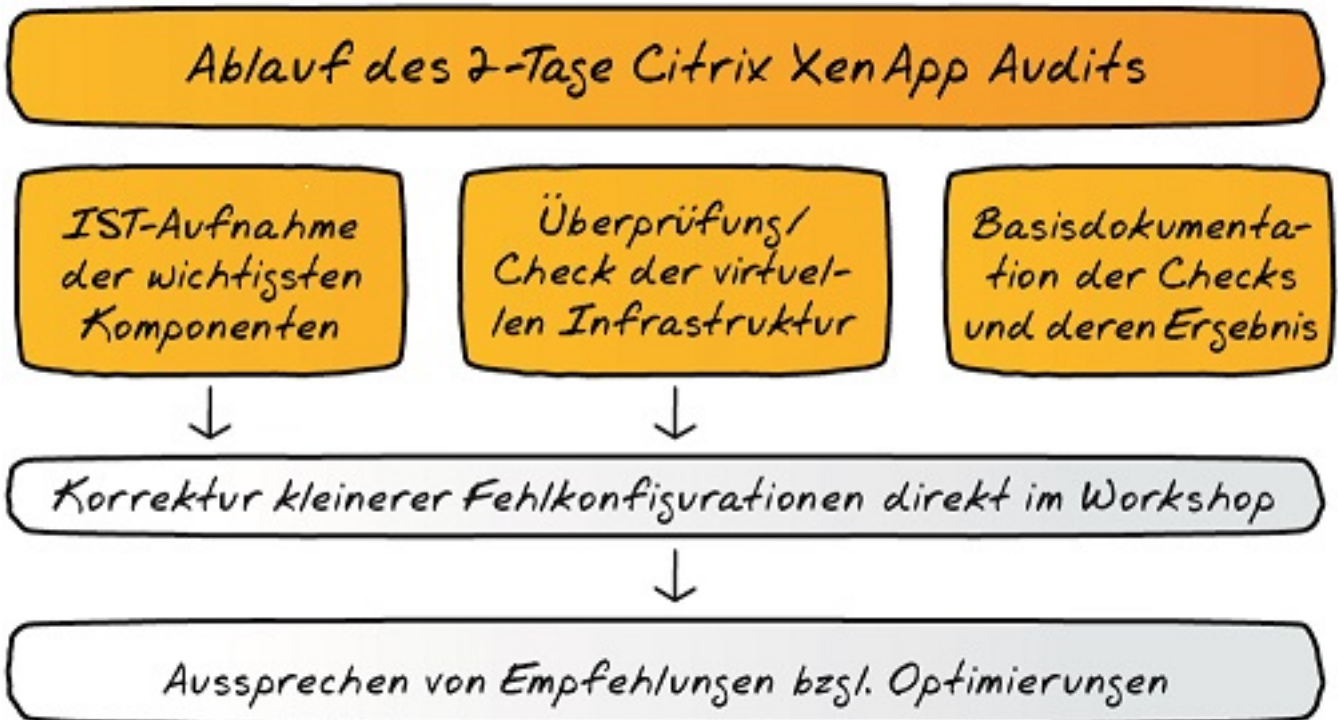 Ablauf des 2-Tage Citrix XenApp Audits
IST-Aufnahme
der wichtigsten
Komponenten
Überprüfung/
Check der virtuel-
len Infrastruktur
Basisdokumenta-
tion der Checks
und deren Ergebnis
Korrektur kleinerer Fehlkonfigurationen direkt im Workshop
Aussprechen von Empfehlungen bzgl. Optimierungen